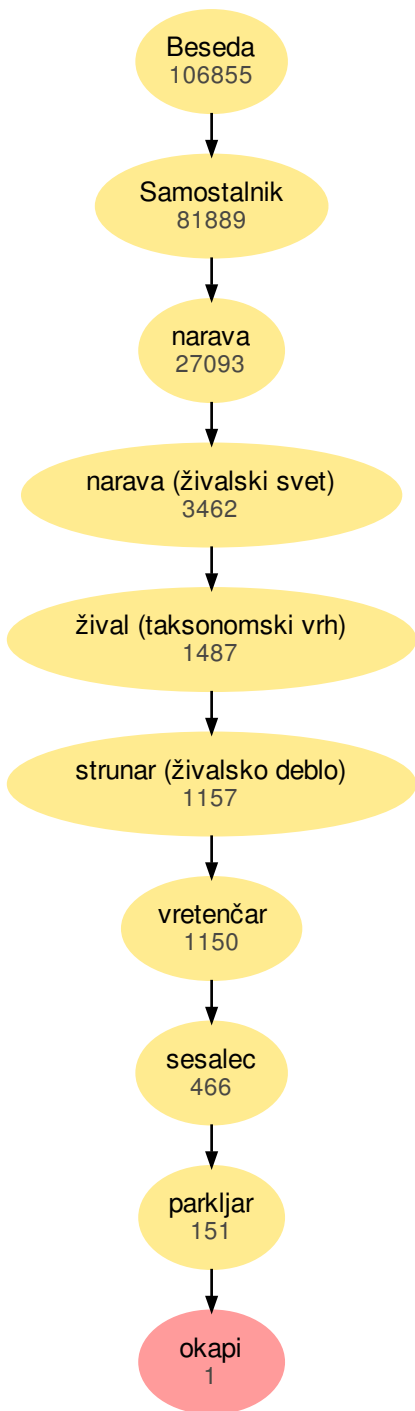 Beseda
106855
Samostalnik
81889
narava
27093
narava (živalski svet)
3462
žival (taksonomski vrh)
1487
strunar (živalsko deblo)
1157
vretenčar
1150
sesalec
466
parkljar
151
okapi
1